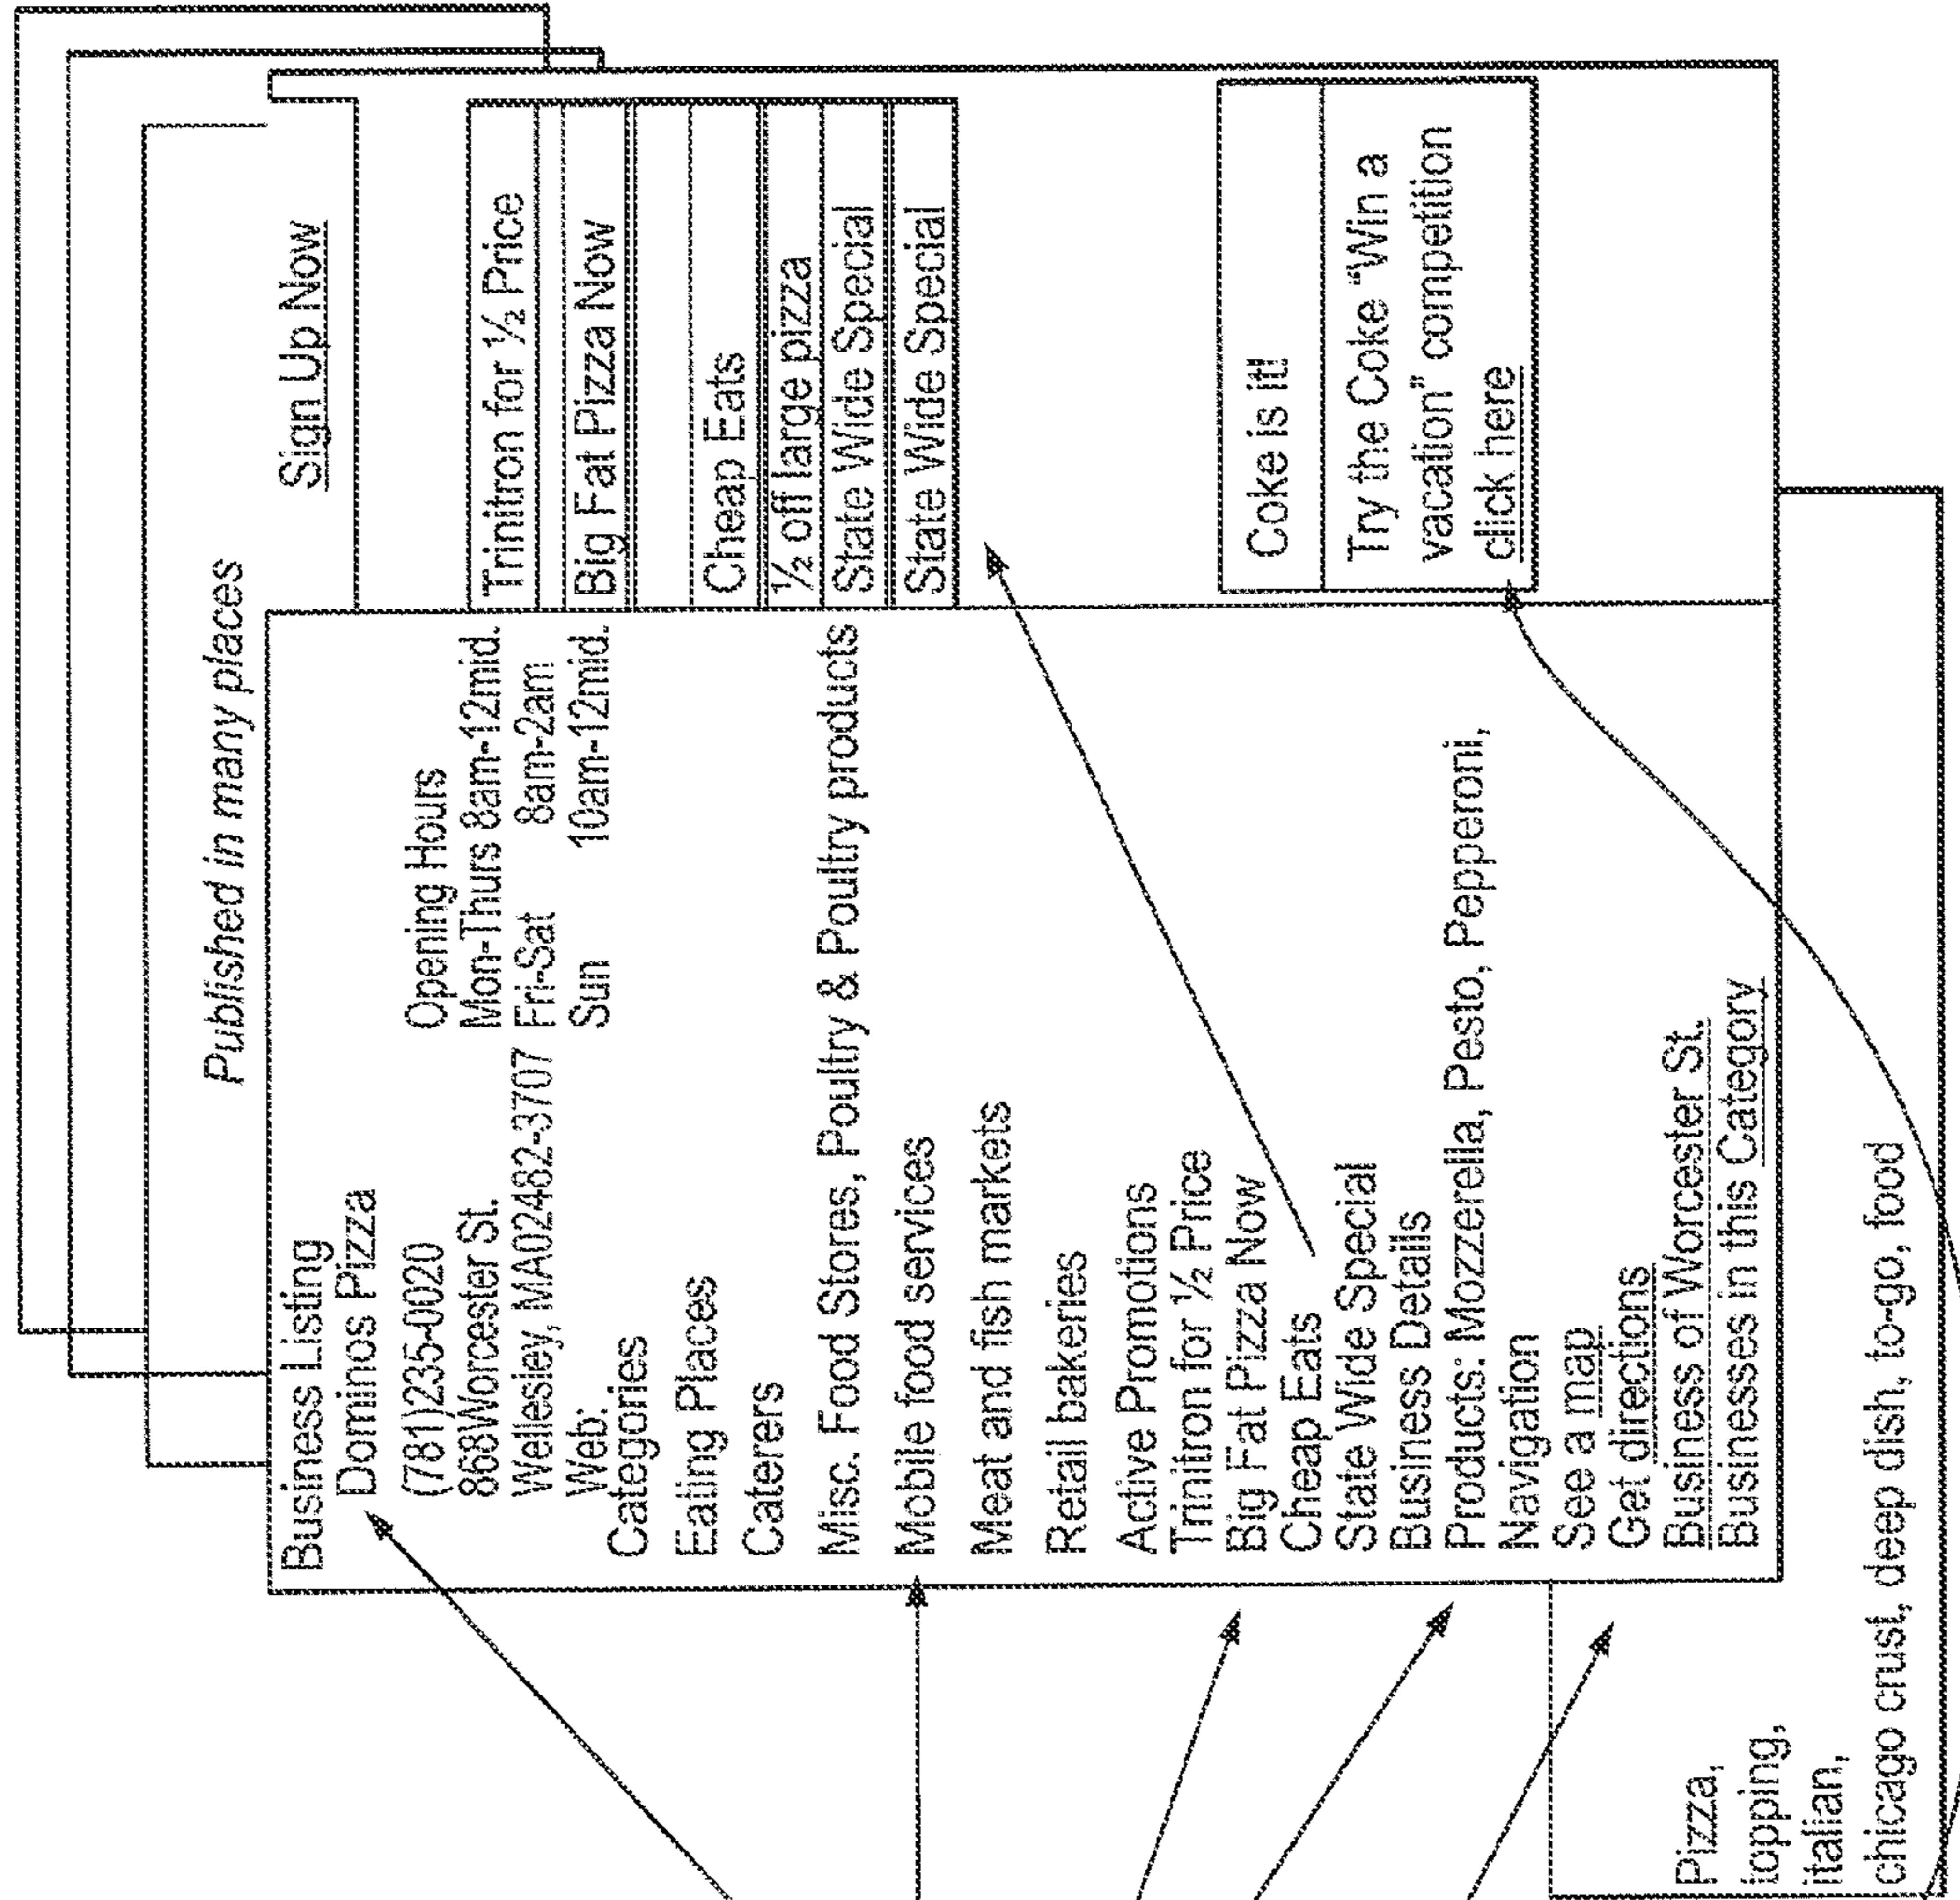 Published in many places
Sign Up Now
Business Listing
Dominos Pizza
(781)235-0020
868Worcester St.
Wellesley, MA02482-3707
Web:
Opening Hours
Mon-Thurs 8am-12mid.
Fri-Sat 8am-2am
Sun 10am-12mid.
Categories
Eating Places
Caterers
Misc. Food Stores, Poultry & Poultry products
Mobile food services
Meat and fish markets
Retail bakeries
Active Promotions
Trinitron for ½ Price
Big Fat Pizza Now
Cheap Eats
State Wide Special
Business Details
Products: Mozzerella, Pesto, Pepperoni,
Navigation
See a map
Get directions
Business of Worcester St.
Businesses in this Category
Trinitron for ½ Price
Big Fat Pizza Now
Cheap Eats
½ off large pizza
State Wide Special
State Wide Special
Coke is it!
Try the Coke "Win a
vacation" competition
click here
Pizza,
topping,
italian,
chicago crust, deep dish, to-go, food